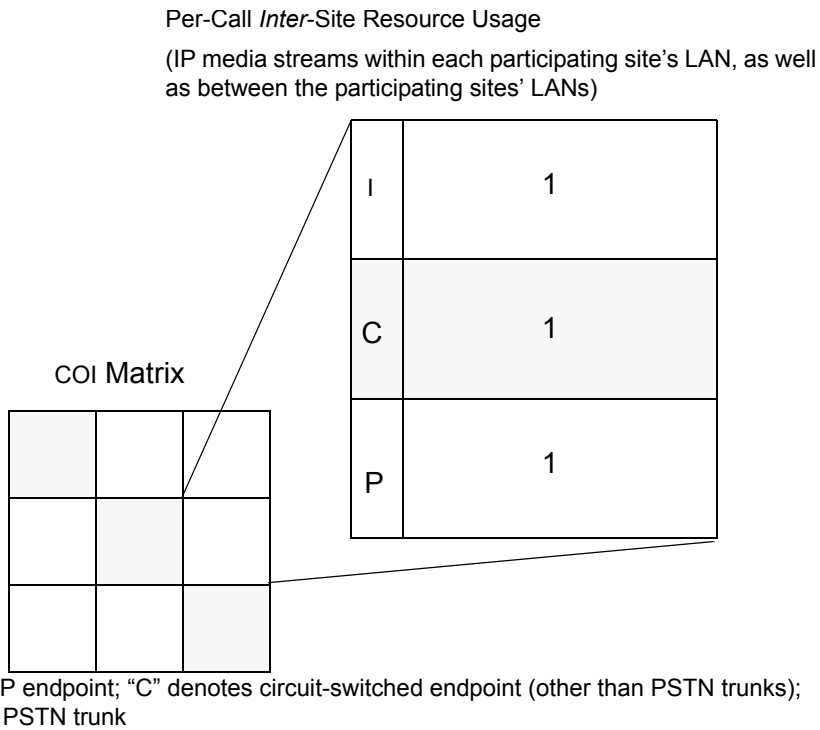 Per-Call Inter-Site Resource Usage
(IP media streams within each participating site’s LAN, as well
as between the participating sites’ LANs)
I 1
C 1
P 1
COI Matrix
P endpoint; “C” denotes circuit-switched endpoint (other than PSTN trunks);
PSTN trunk